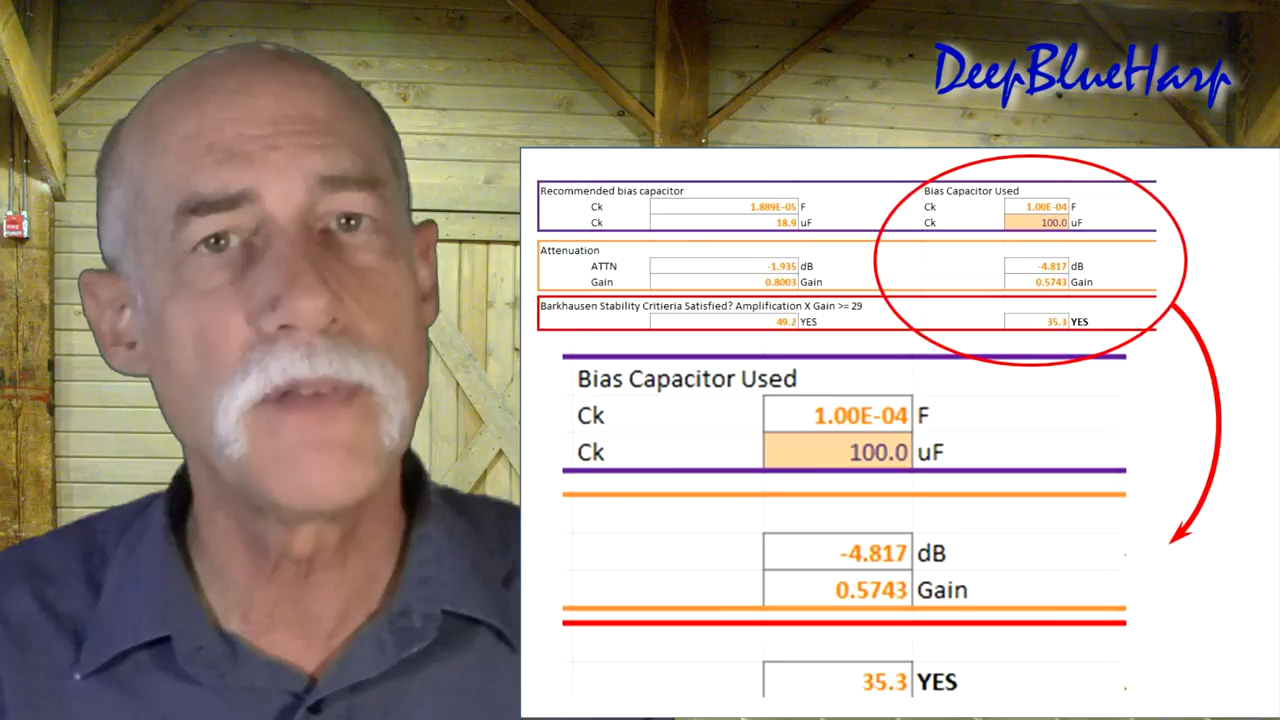 DeepBlueHarp
Recommended bias capacitor Bias Capacitor Used
Ck 1.889E-05 F Ck 1.00E-04 F
Ck 18.9 uF Ck 100.0 uF
Attenuation
ATTN -1.935 dB -4.817 dB
Gain 0.8003 Gain 0.5743 Gain
Barkhausen Stability Critieria Satisfied? Amplification X Gain >= 29
49.2 YES 35.3 YES
Bias Capacitor Used
Ck 1.00E-04 F
Ck 100.0 uF
-4.817 dB
0.5743 Gain
35.3 YES
FIRE